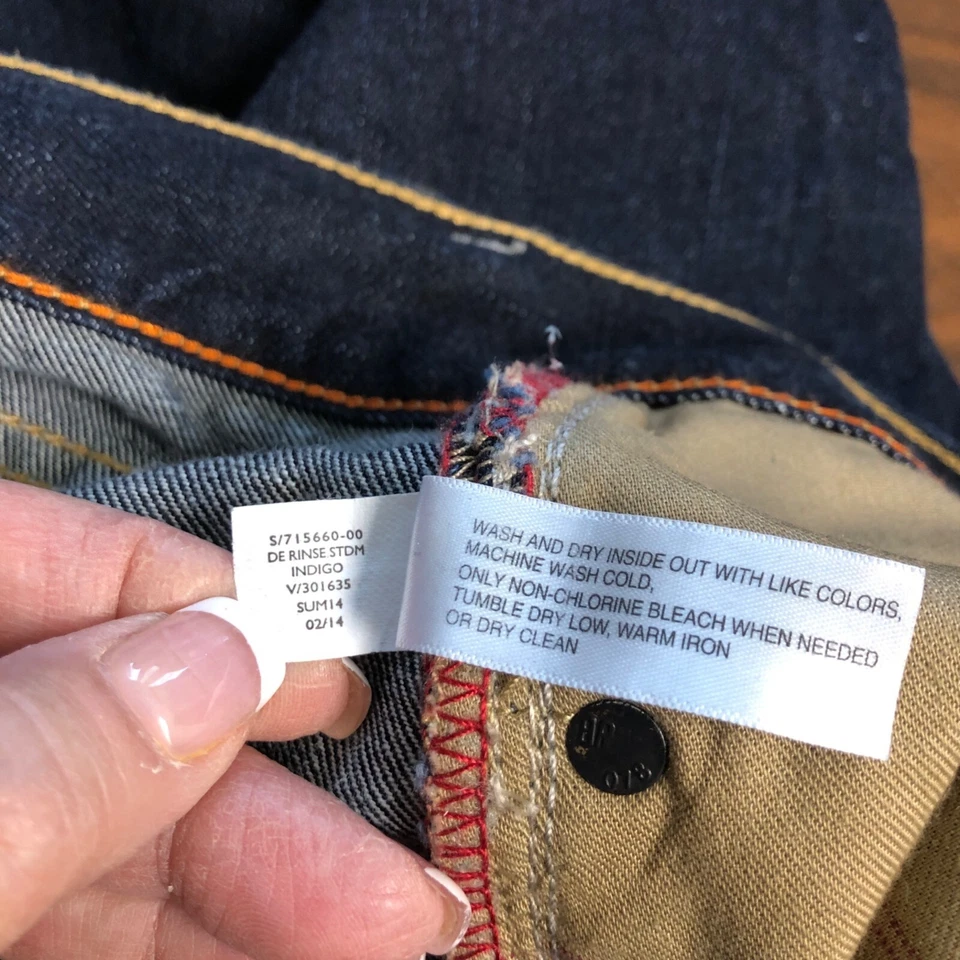 S/715660-00
DE RINSE STDM
INDIGO
V/301635
SUM14
02/14
WASH AND DRY INSIDE OUT WITH LIKE COLORS,
MACHINE WASH COLD,
ONLY NON-CHLORINE BLEACH WHEN NEEDED
TUMBLE DRY LOW, WARM IRON
OR DRY CLEAN
078